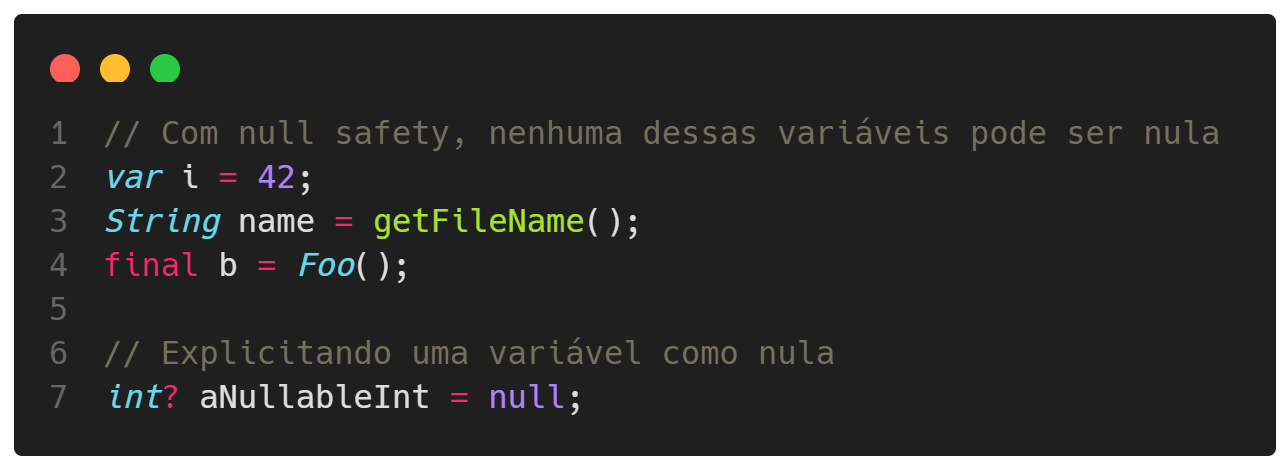 1 // Com null safety, nenhuma dessas variáveis pode ser nula
2 var i = 42;
3 String name = getFileName();
4 final b = Foo();
5
6 // Explicitando uma variável como nula
7 int? aNullableInt = null;